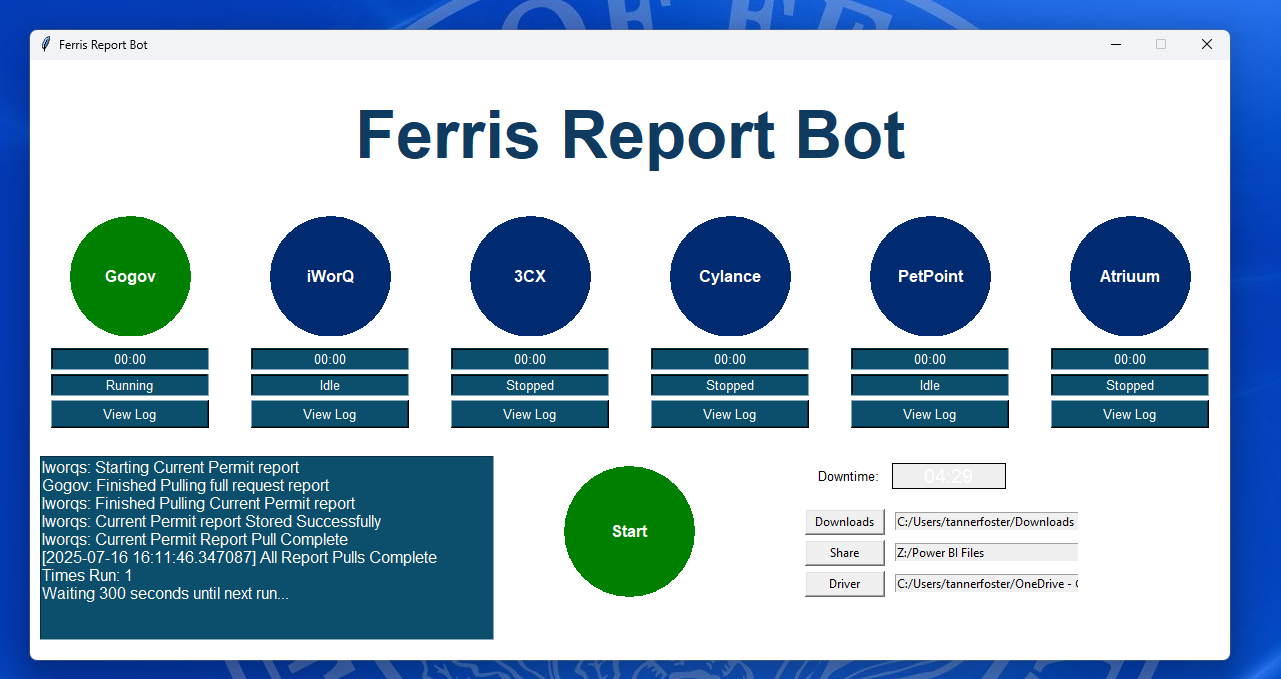 Ferris Report Bot
Ferris Report Bot
Gogov
iWorQ
3CX
Cylance
PetPoint
Atriuum
00:00
00:00
00:00
00:00
00:00
00:00
Running
Idle
Stopped
Stopped
Idle
Stopped
View Log
View Log
View Log
View Log
View Log
View Log
Iworqs: Starting Current Permit report
Gogov: Finished Pulling full request report
Iworqs: Finished Pulling Current Permit report
Iworqs: Current Permit report Stored Successfully
Iworqs: Current Permit Report Pull Complete
[2025-07-16 16:11:46.347087] All Report Pulls Complete
Times Run: 1
Waiting 300 seconds until next run...
Start
Downtime: 04:29
Downloads C:/Users/tannerfoster/Downloads
Share Z:/Power BI Files
Driver C:/Users/tannerfoster/OneDrive -